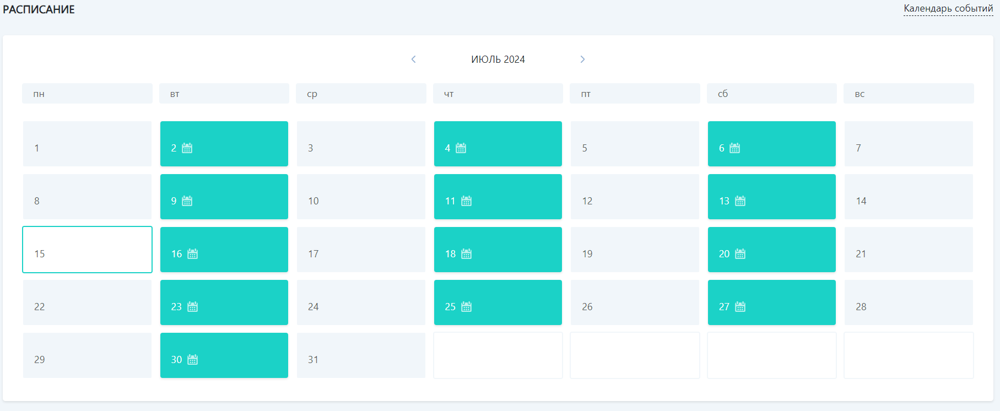 РАСПИСАНИЕ
Календарь событий
ИЮЛЬ 2024
пн вт ср чт пт сб вс
1 2 3 4 5 6 7
8 9 10 11 12 13 14
15 16 17 18 19 20 21
22 23 24 25 26 27 28
29 30 31